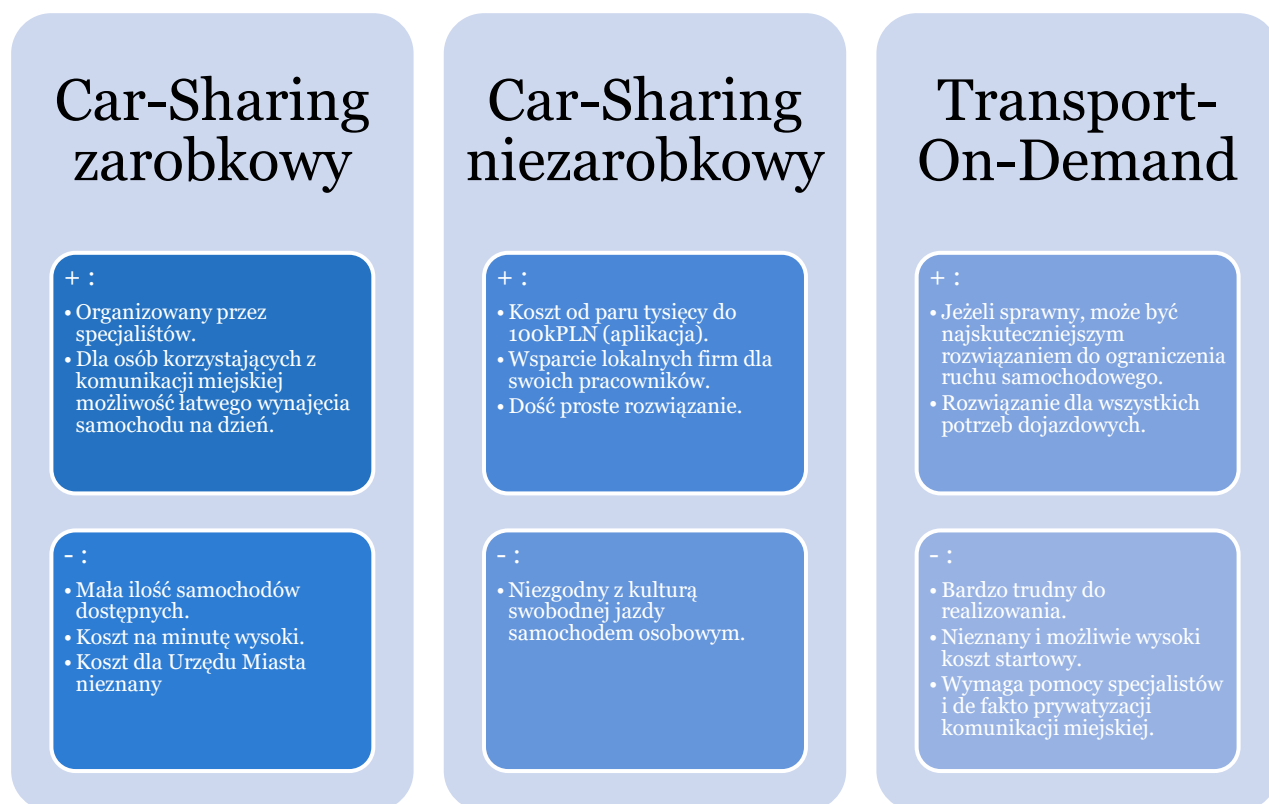 Car-Sharing
zarobkowy
+ :
• Organizowany przez
specjaliśtów.
• Dla osób korzystających z
komunikacji miejskiej
możliwość łatwego wynajęcia
samochodu na dzień.
- :
• Mała ilość samochodów
dostępnych.
• Koszt na minutę wysoki.
• Koszt dla Urzędu Miasta
nieznany
Car-Sharing
niezarobkowy
+ :
• Koszt od paru tysięcy do
100kPLN (aplikacja).
• Wsparcie lokalnych firm dla
swoich pracowników.
• Dość proste rozwiązanie.
- :
• Niezgodny z kulturą
swobodnej jazdy
samochodem osobowym.
Transport-
On-Demand
+ :
• Jeżeli sprawny, może być
najskuteczniejszym
rozwiązaniem do ograniczenia
ruchu samochodowego.
• Rozwiązanie dla wszystkich
potrzeb dojazdowych.
- :
• Bardzo trudny do
realizowania.
• Nieznany i możliwie wysoki
koszt startowy.
• Wymaga pomocy specjalistów
i de fakto prywatyzacji
komunikacji miejskiej.